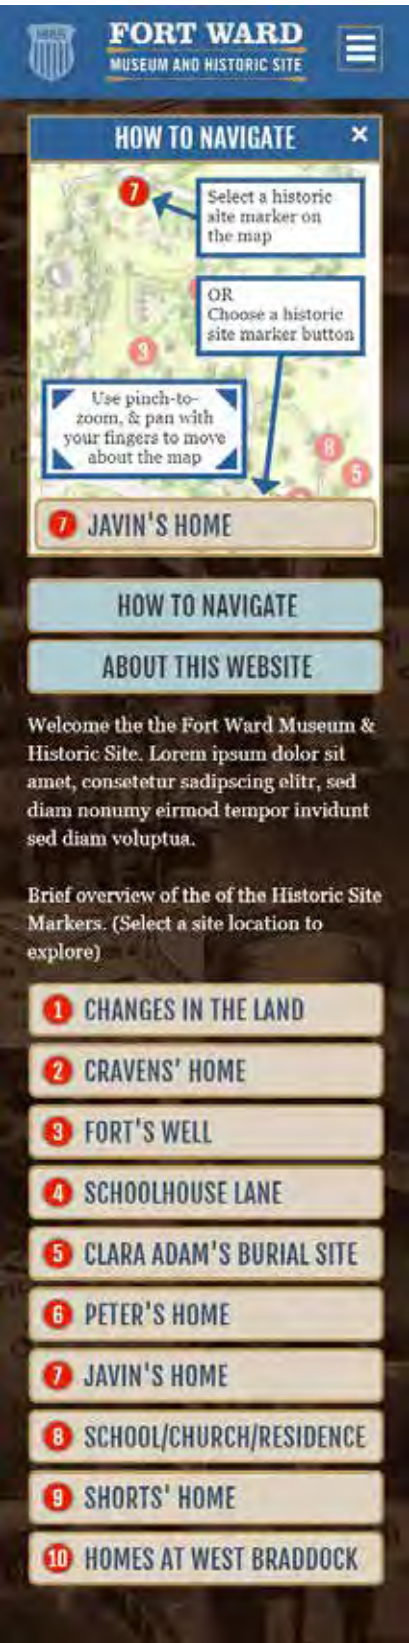 FORT WARD
MUSEUM AND HISTORIC SITE
HOW TO NAVIGATE ×
7
Select a historic
site marker on
the map
OR
Choose a historic
site marker button
3
Use pinch-to-
zoom, & pan with
your fingers to move
about the map
8
5
7 JAVIN'S HOME
HOW TO NAVIGATE
ABOUT THIS WEBSITE
Welcome the the Fort Ward Museum &
Historic Site. Lorem ipsum dolor sit
amet, consetetur sadipscing elitr, sed
diam nonumy eirmod tempor invidunt
sed diam voluptua.
Brief overview of the of the Historic Site
Markers. (Select a site location to
explore)
1 CHANGES IN THE LAND
2 CRAVENS' HOME
3 FORT'S WELL
4 SCHOOLHOUSE LANE
5 CLARA ADAM'S BURIAL SITE
6 PETER'S HOME
7 JAVIN'S HOME
8 SCHOOL/CHURCH/RESIDENCE
9 SHORTS' HOME
10 HOMES AT WEST BRADDOCK